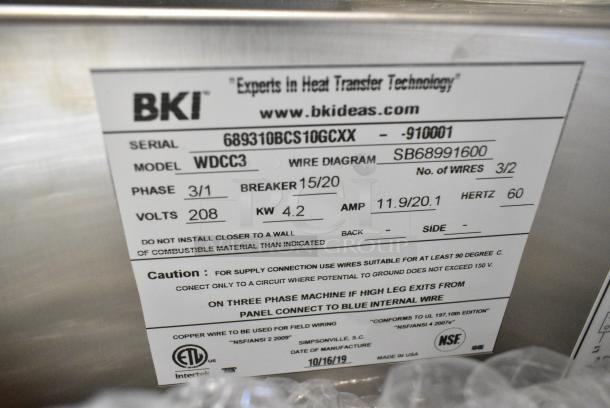 BKI™
"Experts in Heat Transfer Technology"
www.bkideas.com
SERIAL 689310BCS10GCXX - -910001
MODEL WDCC3 WIRE DIAGRAM SB68991600
PHASE 3/1 BREAKER 15/20 No. of WIRES 3/2
VOLTS 208 KW 4.2 AMP 11.9/20.1 HERTZ 60
DO NOT INSTALL CLOSER TO A WALL BACK - SIDE -
OF COMBUSTIBLE MATERIAL THAN INDICATED
GROUP
Caution : FOR SUPPLY CONNECTION USE WIRES SUITABLE FOR AT LEAST 90 DEGREE C.
CONECT ONLY TO A CIRCUIT WHERE POTENTIAL TO GROUND DOES NOT EXCEED 150 V.
ON THREE PHASE MACHINE IF HIGH LEG EXITS FROM
PANEL CONNECT TO BLUE INTERNAL WIRE
COPPER WIRE TO BE USED FOR FIELD WIRING "CONFORMS TO UL 197,10th EDITION"
"NSF/ANSI 2 2009" SIMPSONVILLE, S.C. "NSF/ANSI 4 2007e"
DATE OF MANUFACTURE
10/16/19 MADE IN USA
ETL US
Intertek
NSF